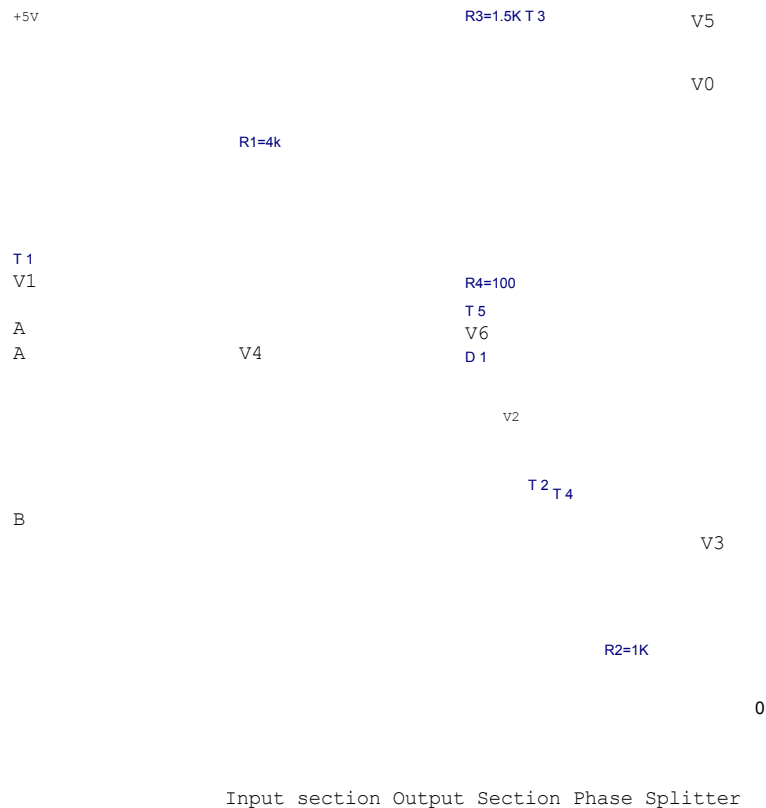 +5V
R3=1.5K T 3
V5
V0
R1=4k
T 1
V1
R4=100
T 5
A
V6
A
V4
D 1
V2
T 2
T 4
B
V3
R2=1K
0
Input section Output Section Phase Splitter